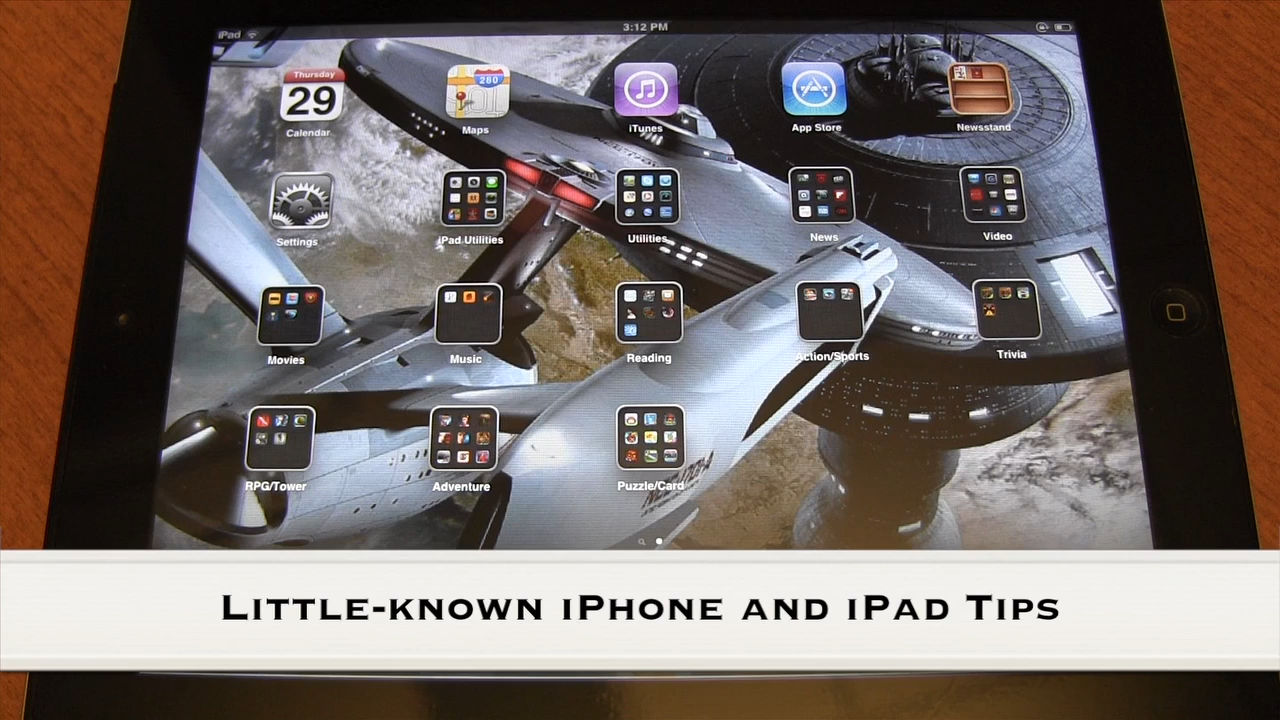 iPad 3:12 PM
Thursday
29
280
Calendar Maps iTunes App Store Newsstand
Settings iPad Utilities Utilities News Video
Movies Music Reading Action/Sports Trivia
RPG/Tower Adventure Puzzle/Card
Little-known iPhone and iPad Tips